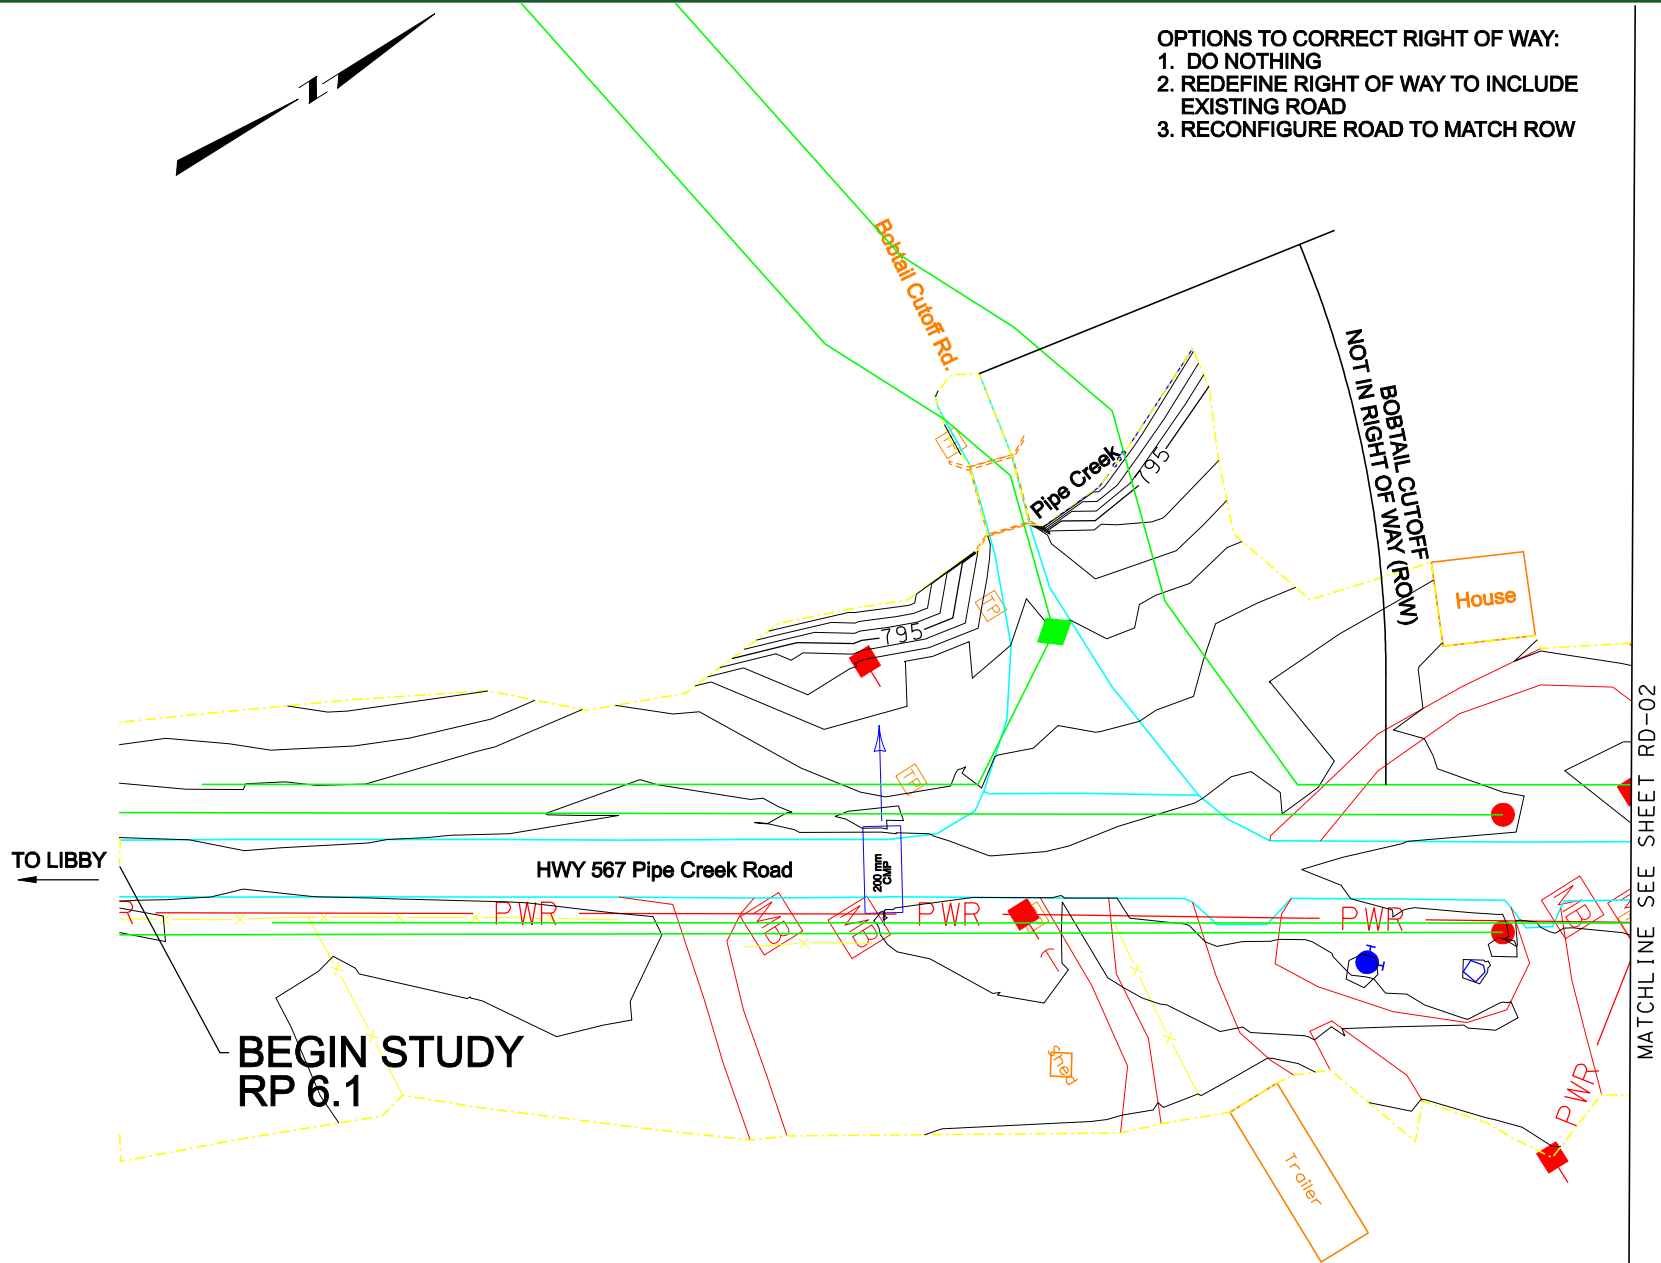 OPTIONS TO CORRECT RIGHT OF WAY:
1. DO NOTHING
2. REDEFINE RIGHT OF WAY TO INCLUDE
EXISTING ROAD
3. RECONFIGURE ROAD TO MATCH ROW
Z
Bobtail Cutoff Rd.
BOBTAIL CUTOFF
NOT IN RIGHT OF WAY (ROW)
Pipe Creek
795
House
TP
795
TP
MATCHLINE SEE SHEET RD-02
TO LIBBY
HWY 567 Pipe Creek Road
200 mm
CMP
R
PWR
MB
MB
PWR
PWR
MB
T
BEGIN STUDY
RP 6.1
Shed
PWR
Trailer